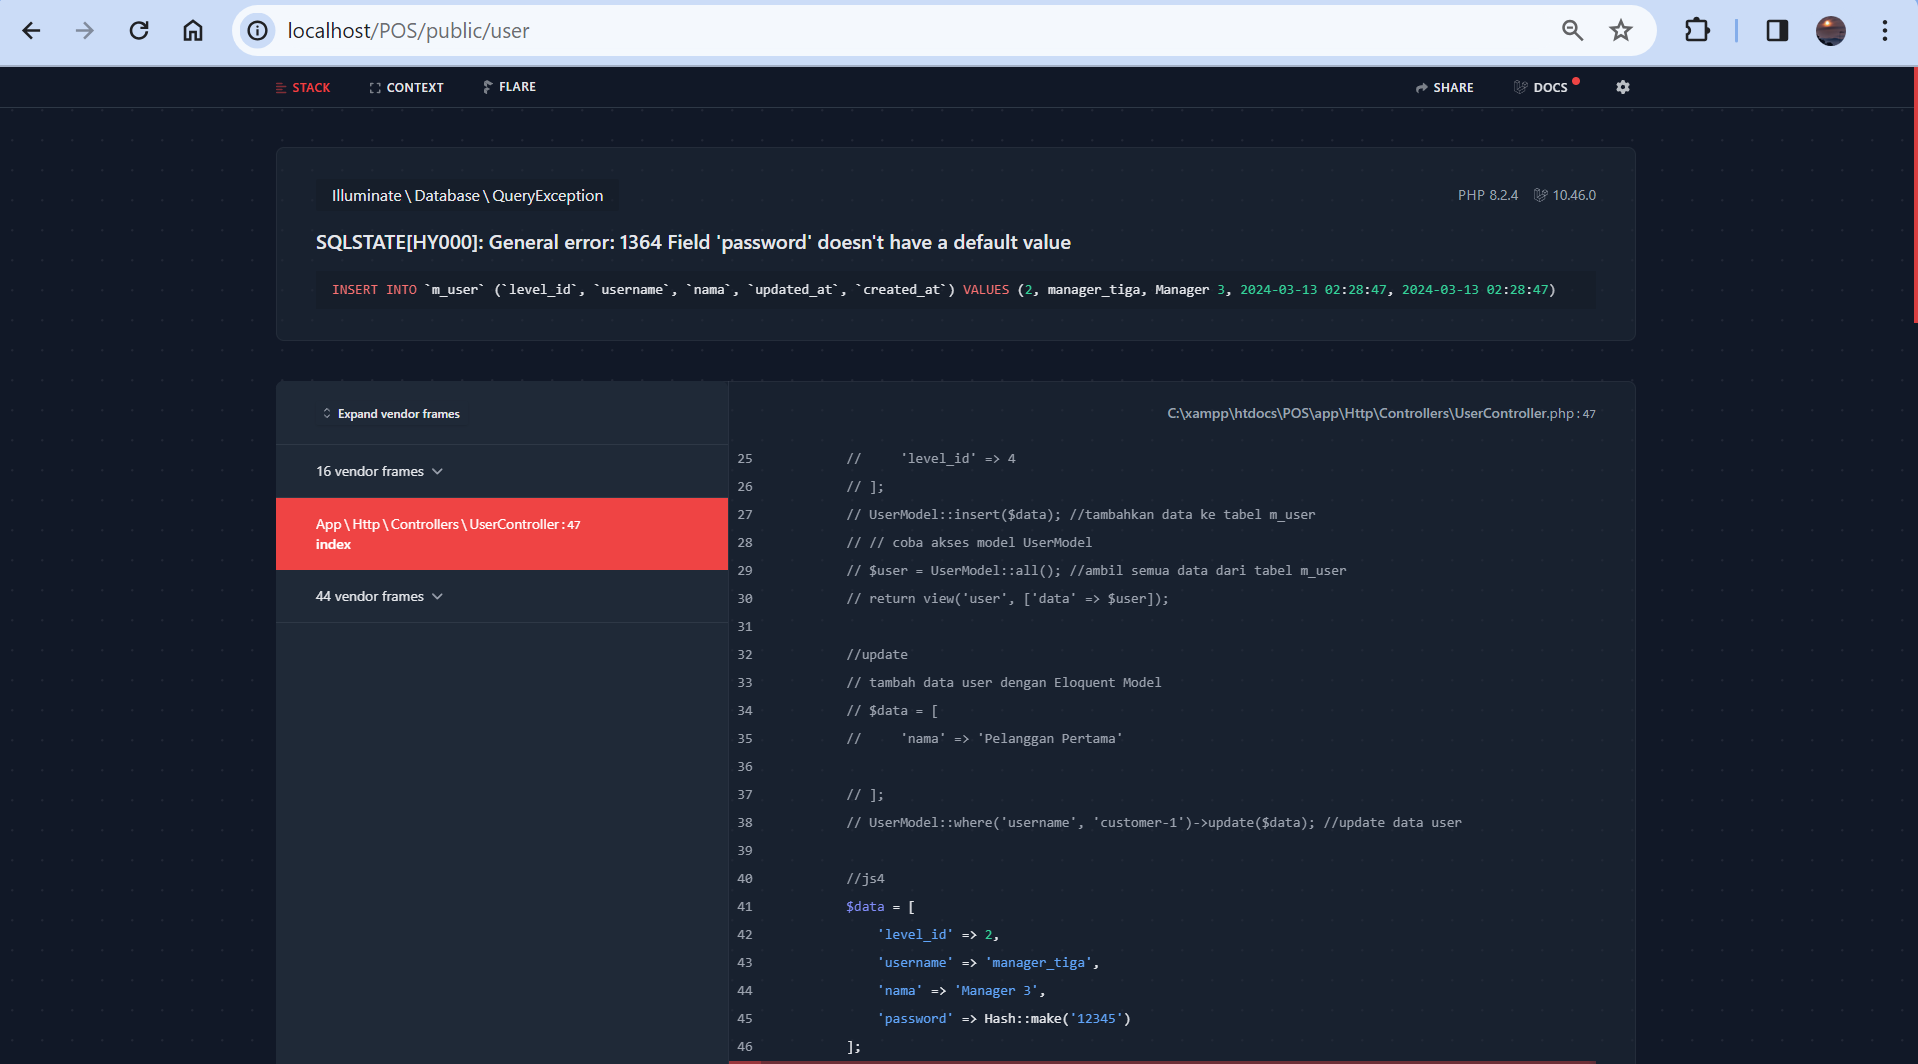 localhost/POS/public/user
STACK CONTEXT FLARE SHARE DOCS
Illuminate \ Database \ QueryException PHP 8.2.4 10.46.0
SQLSTATE[HY000]: General error: 1364 Field 'password' doesn't have a default value
INSERT INTO `m_user` (`level_id`, `username`, `nama`, `updated_at`, `created_at`) VALUES (2, manager_tiga, Manager 3, 2024-03-13 02:28:47, 2024-03-13 02:28:47)
Expand vendor frames
16 vendor frames
App \ Http \ Controllers \ UserController : 47
index
44 vendor frames
C:\xampp\htdocs\POS\app\Http\Controllers\UserController.php : 47
25 //     'level_id' => 4
26 // ];
27 // UserModel::insert($data); //tambahkan data ke tabel m_user
28 // // coba akses model UserModel
29 // $user = UserModel::all(); //ambil semua data dari tabel m_user
30 // return view('user', ['data' => $user]);
31
32 //update
33 // tambah data user dengan Eloquent Model
34 // $data = [
35 //     'nama' => 'Pelanggan Pertama'
36
37 // ];
38 // UserModel::where('username', 'customer-1')->update($data); //update data user
39
40 //js4
41 $data = [
42     'level_id' => 2,
43     'username' => 'manager_tiga',
44     'nama' => 'Manager 3',
45     'password' => Hash::make('12345')
46 ];